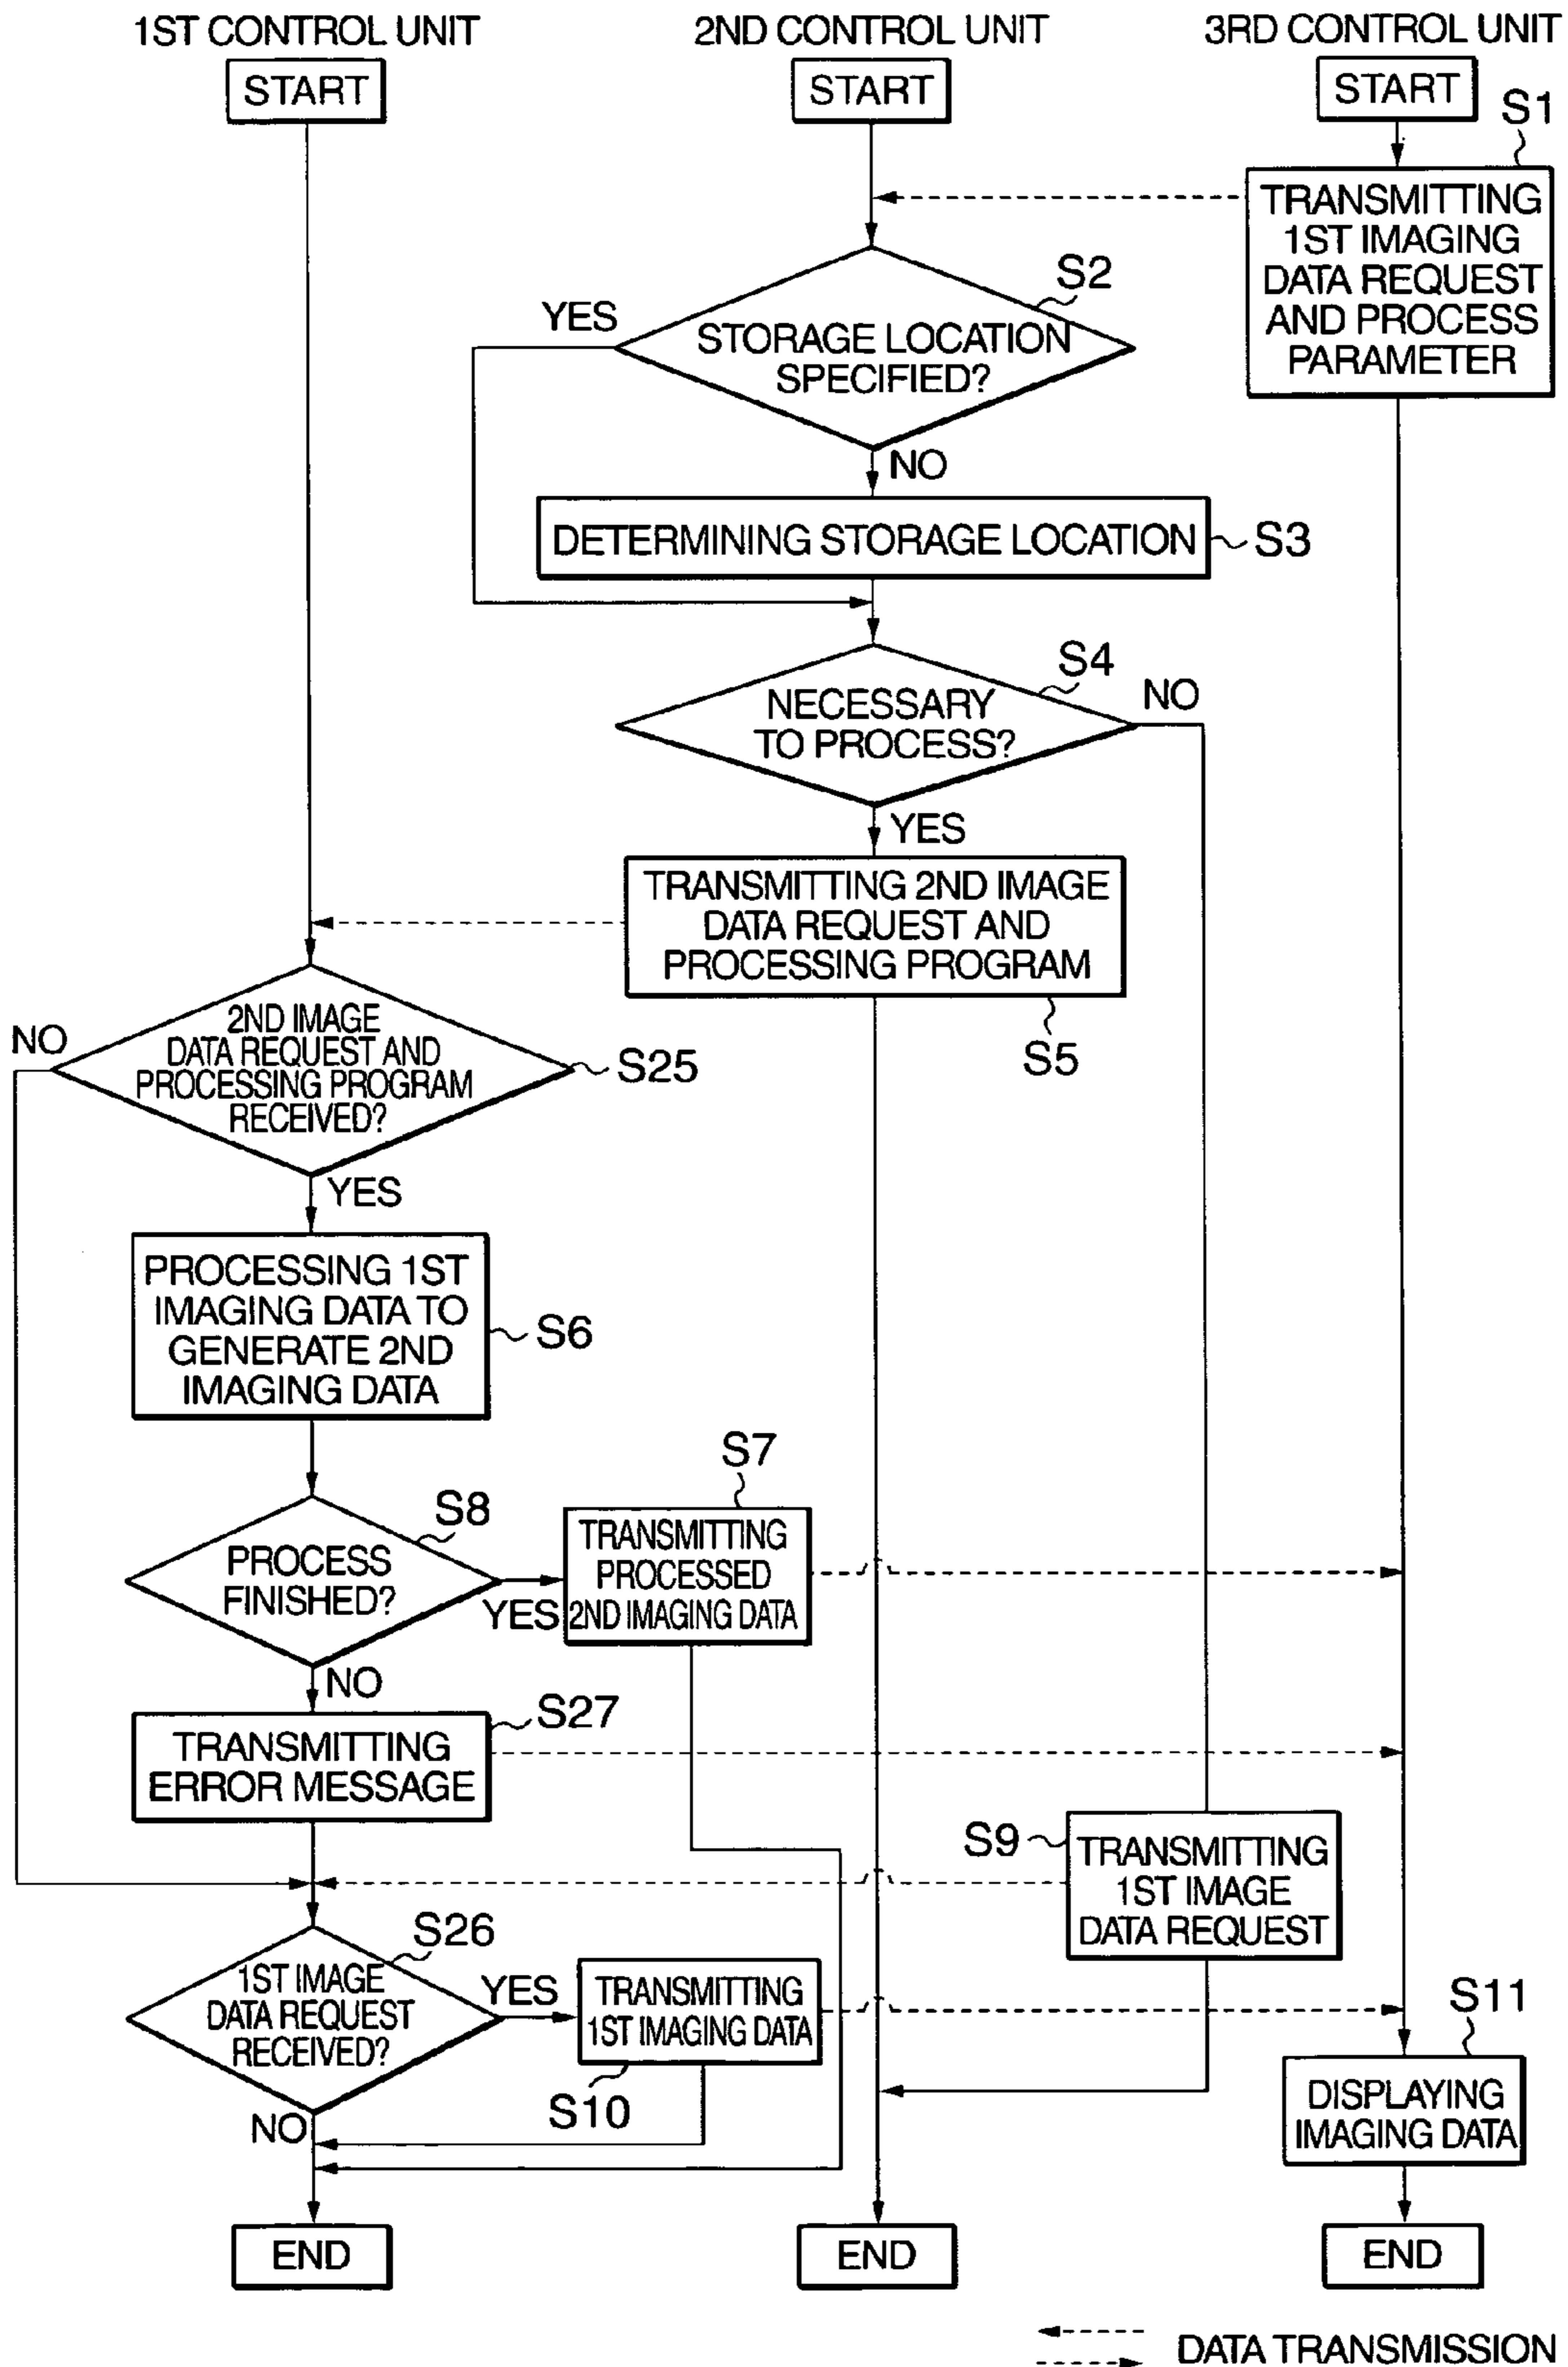 1ST CONTROL UNIT
2ND CONTROL UNIT
3RD CONTROL UNIT
START
START
START
S1
TRANSMITTING
1ST IMAGING
DATA REQUEST
AND PROCESS
PARAMETER
S2
YES
STORAGE LOCATION
SPECIFIED?
NO
DETERMINING STORAGE LOCATION
S3
S4
NO
NECESSARY
TO PROCESS?
YES
TRANSMITTING 2ND IMAGE
DATA REQUEST AND
PROCESSING PROGRAM
S5
NO
2ND IMAGE
DATA REQUEST AND
PROCESSING PROGRAM
RECEIVED?
S25
YES
PROCESSING 1ST
IMAGING DATA TO
GENERATE 2ND
IMAGING DATA
S6
S7
S8
PROCESS
FINISHED?
YES
TRANSMITTING
PROCESSED
2ND IMAGING DATA
NO
S27
TRANSMITTING
ERROR MESSAGE
S9
TRANSMITTING
1ST IMAGE
DATA REQUEST
S26
1ST IMAGE
DATA REQUEST
RECEIVED?
YES
TRANSMITTING
1ST IMAGING DATA
S10
NO
S11
DISPLAYING
IMAGING DATA
END
END
END
DATA TRANSMISSION